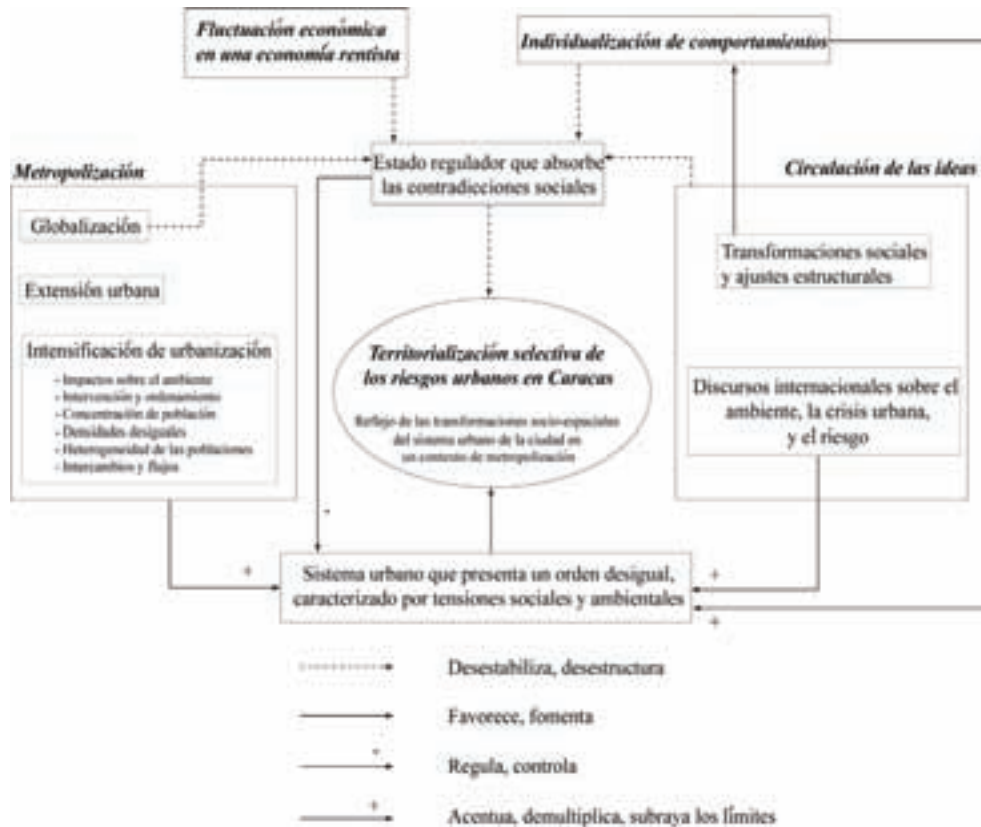 Fluctuación económica
en una economía rentista
Individualización de comportamientos
Estado regulador que absorbe
las contradicciones sociales
Metropolización
Globalización
Extensión urbana
Intensificación de urbanización
- Impactos sobre el ambiente
- Intervención y ordenamiento
- Concentración de población
- Densidades desiguales
- Heterogeneidad de las poblaciones
- Intercambios y flujos
Circulación de las ideas
Transformaciones sociales
y ajustes estructurales
Discursos internacionales sobre el
ambiente, la crisis urbana,
y el riesgo
Territorialización selectiva de
los riesgos urbanos en Caracas
Reflejo de las transformaciones socio-espaciales
del sistema urbano de la ciudad en
un contexto de metropolización
-
+
+
+
Sistema urbano que presenta un orden desigual,
caracterizado por tensiones sociales y ambientales
Desestabiliza, desestructura
Favorece, fomenta
Regula, controla
+
Acentua, demultiplica, subraya los límites